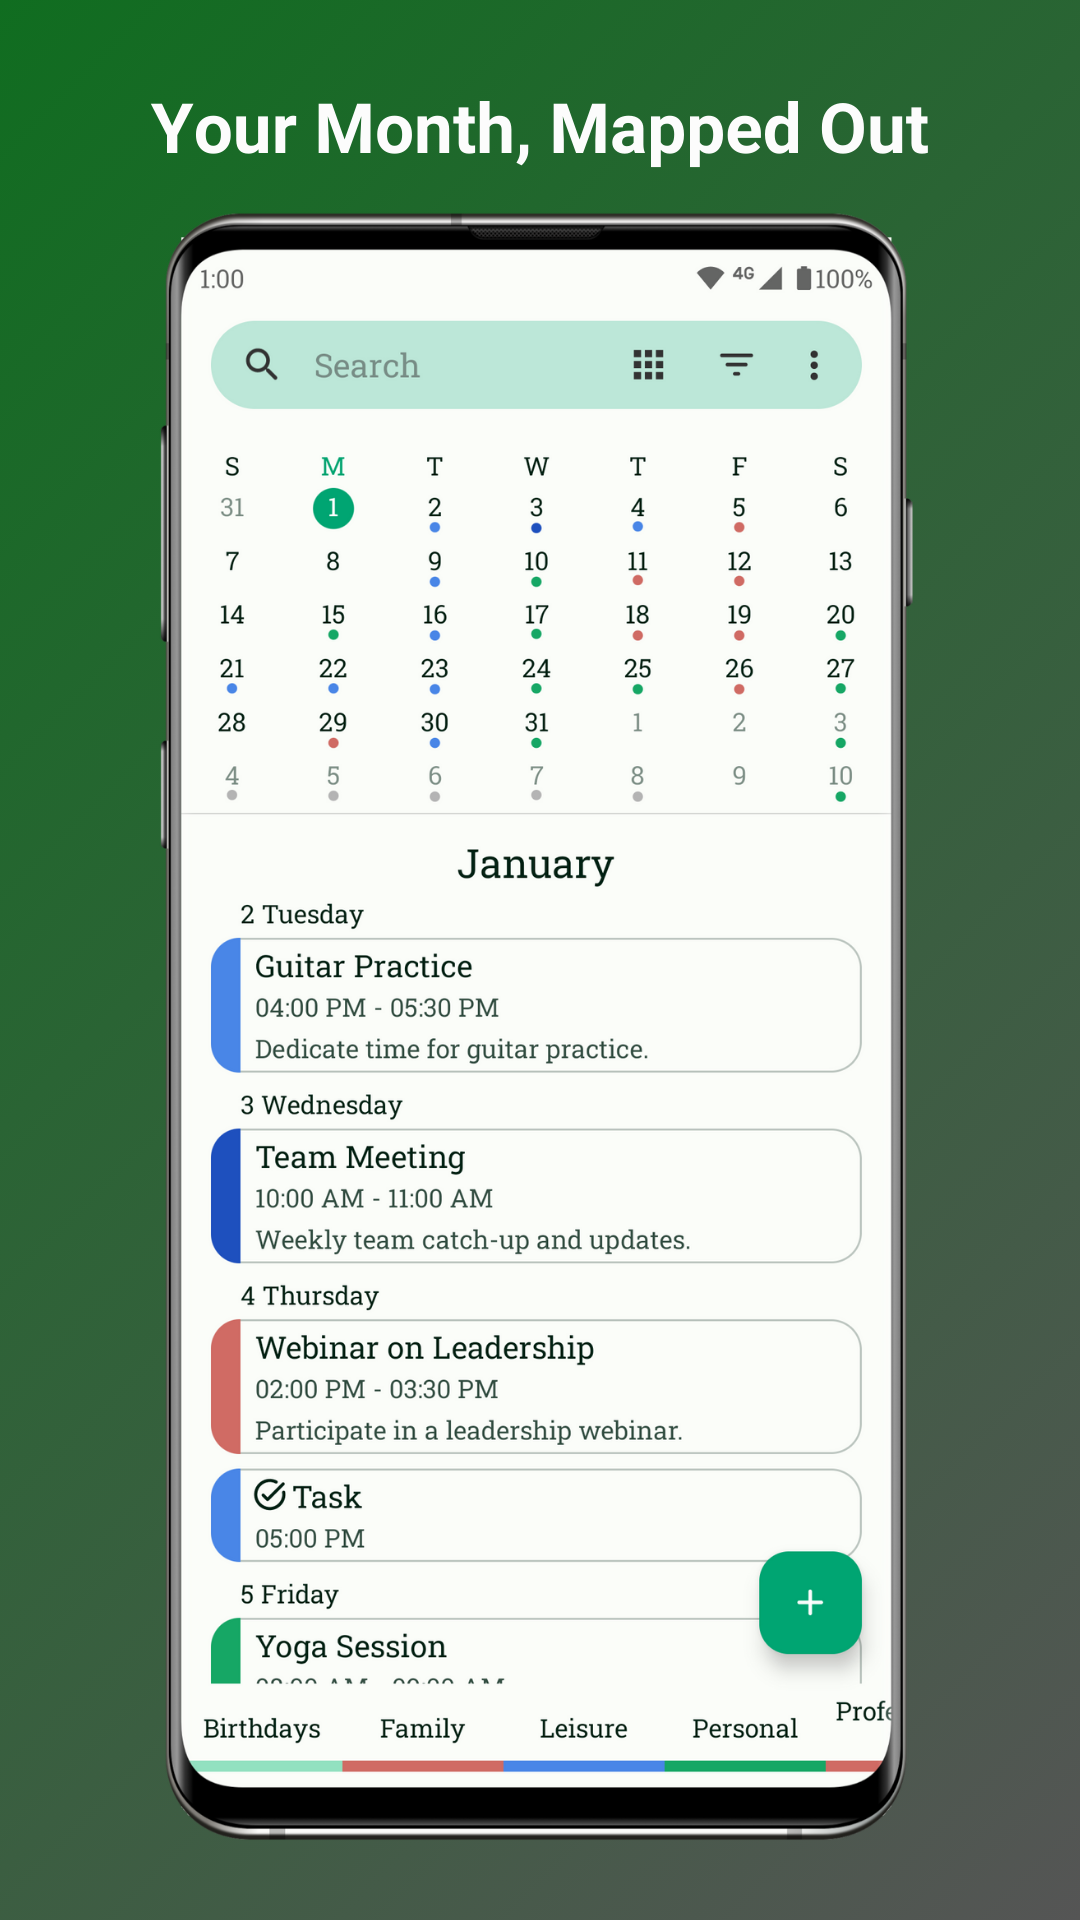 Your Month, Mapped Out
1:00 4G 100%
Search
S M T W T F S
31 1 2 3 4 5 6
7 8 9 10 11 12 13
14 15 16 17 18 19 20
21 22 23 24 25 26 27
28 29 30 31 1 2 3
4 5 6 7 8 9 10
January
2 Tuesday
Guitar Practice
04:00 PM - 05:30 PM
Dedicate time for guitar practice.
3 Wednesday
Team Meeting
10:00 AM - 11:00 AM
Weekly team catch-up and updates.
4 Thursday
Webinar on Leadership
02:00 PM - 03:30 PM
Participate in a leadership webinar.
Task
05:00 PM
5 Friday
Yoga Session
Birthdays Family Leisure Personal Profe